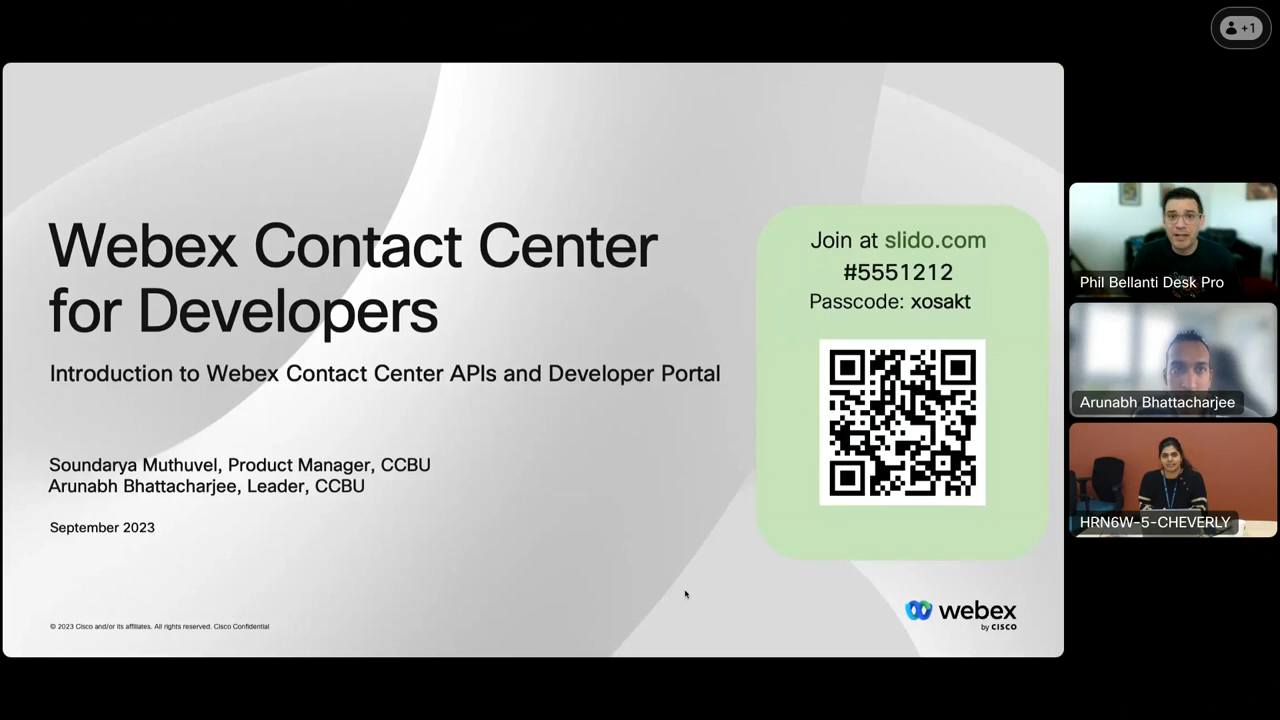 +1
Webex Contact Center
for Developers
Introduction to Webex Contact Center APIs and Developer Portal
Soundarya Muthuvel, Product Manager, CCBU
Arunabh Bhattacharjee, Leader, CCBU
September 2023
© 2023 Cisco and/or its affiliates. All rights reserved. Cisco Confidential
Join at slido.com
#5551212
Passcode: xosakt
webex
by CISCO
Phil Bellanti Desk Pro
Arunabh Bhattacharjee
HRN6W-5-CHEVERLY